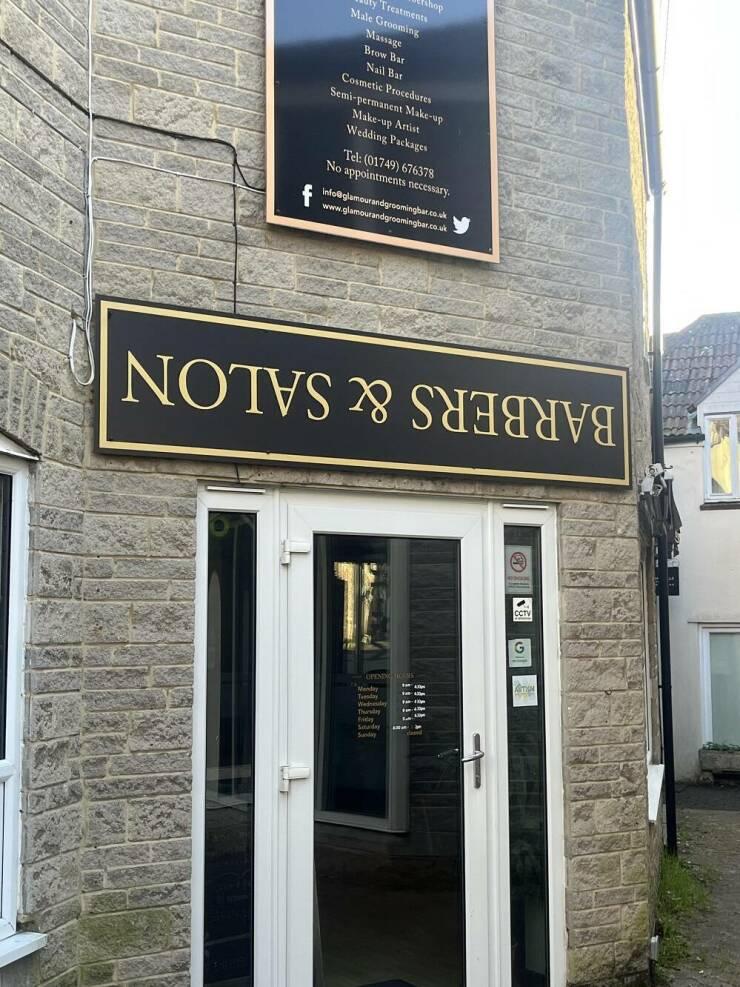 Treatments
Male Grooming
Massage
Brow Bar
Nail Bar
Cosmetic Procedures
Semi-permanent Make-up
Make-up Artist
Wedding Packages
Tel: (01749) 676378
No appointments necessary.
f info@glamourandgroomingbar.co.uk
www.glamourandgroomingbar.co.uk
BARBERS & SALON
CCTV
G
OPENING HOURS
Monday
Tuesday
Wednesday
Thursday
Friday
Saturday
Sunday closed